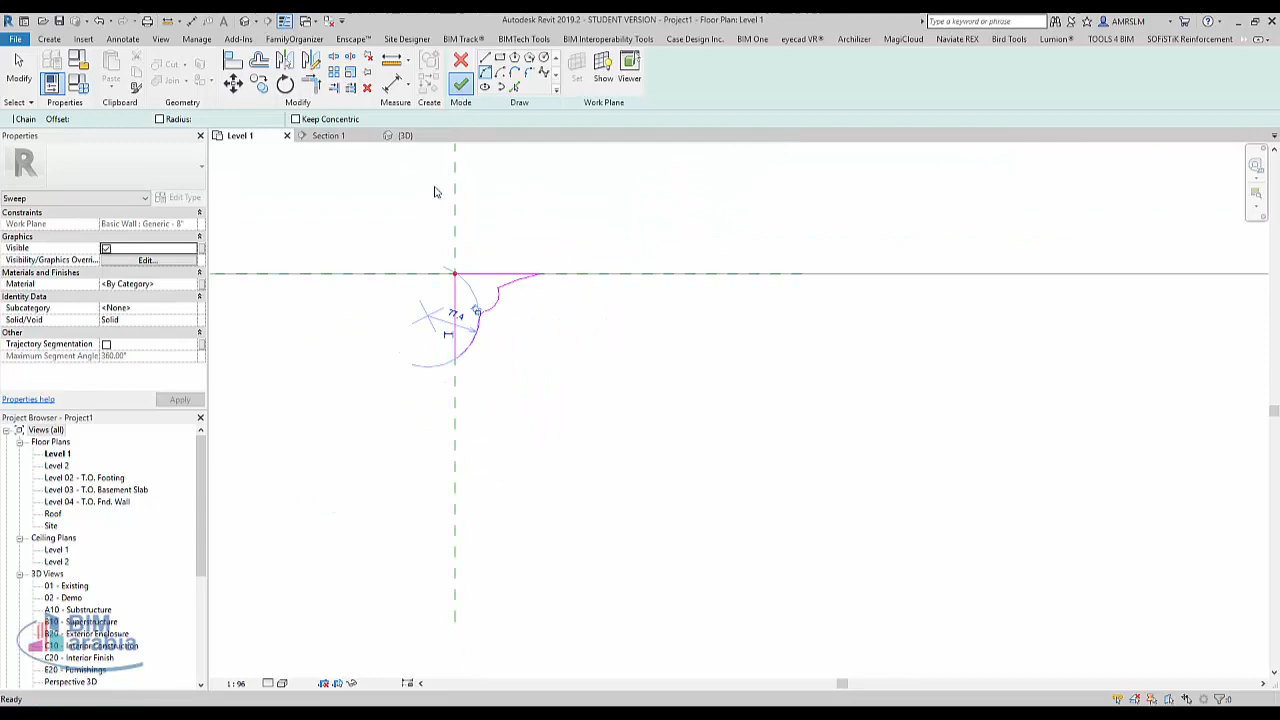 Autodesk Revit 2019.2 - STUDENT VERSION - Project1 - Floor Plan: Level 1
Type a keyword or phrase
AMRSLM
File Create Insert Annotate View Manage Add-Ins FamilyOrganizer Enscape™ Site Designer BIM Track® BIMTech Tools BIM Interoperability Tools Case Design Inc. BIM One eyecad VR® Archilizer MagiCloud Naviate REX Bird Tools Lumion® TOOLS 4 BIM SOFiSTiK Reinforcement
Modify Paste Cut Join Set Show Viewer
Select Properties Clipboard Geometry Modify Measure Create Mode Draw Work Plane
Chain Offset: Radius: Keep Concentric
Properties
Level 1 Section 1 {3D}
Sweep Edit Type
Constraints
Work Plane Basic Wall : Generic - 8"
Graphics
Visible
Visibility/Graphics Overri... Edit...
Materials and Finishes
Material <By Category>
Identity Data
Subcategory <None>
Solid/Void Solid
Other
Trajectory Segmentation
Maximum Segment Angle 360.00°
Properties help Apply
Project Browser - Project1
Views (all)
Floor Plans
Level 1
Level 2
Level 02 - T.O. Footing
Level 03 - T.O. Basement Slab
Level 04 - T.O. Fnd. Wall
Roof
Site
Ceiling Plans
Level 1
Level 2
3D Views
01 - Existing
02 - Demo
A10 - Substructure
B10 - Superstructure
B20 - Exterior Enclosure
C10 - Interior Construction
C20 - Interior Finish
E20 - Furnishings
Perspective 3D
BIM
arabia
1 : 96
Ready
:0